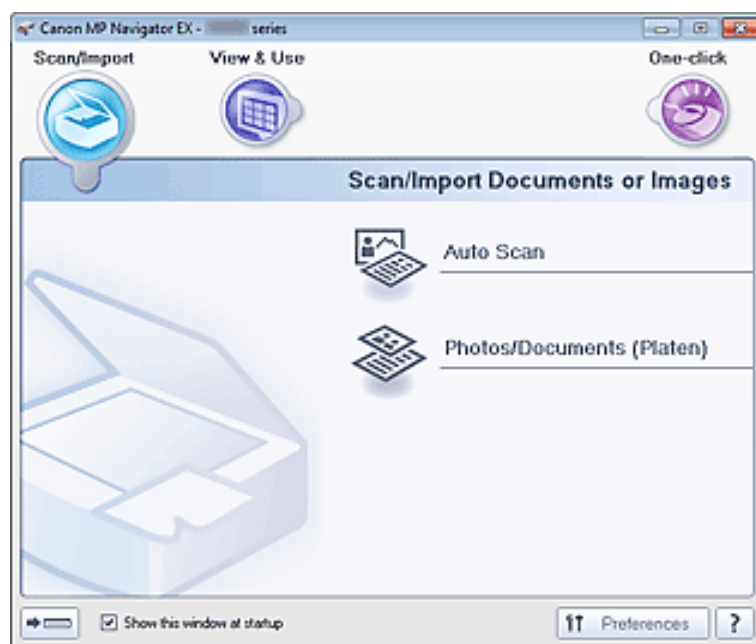 Canon MP Navigator EX - series
Scan/Import View & Use One-click
Scan/Import Documents or Images
Auto Scan
Photos/Documents (Platen)
Show this window at startup
Preferences ?